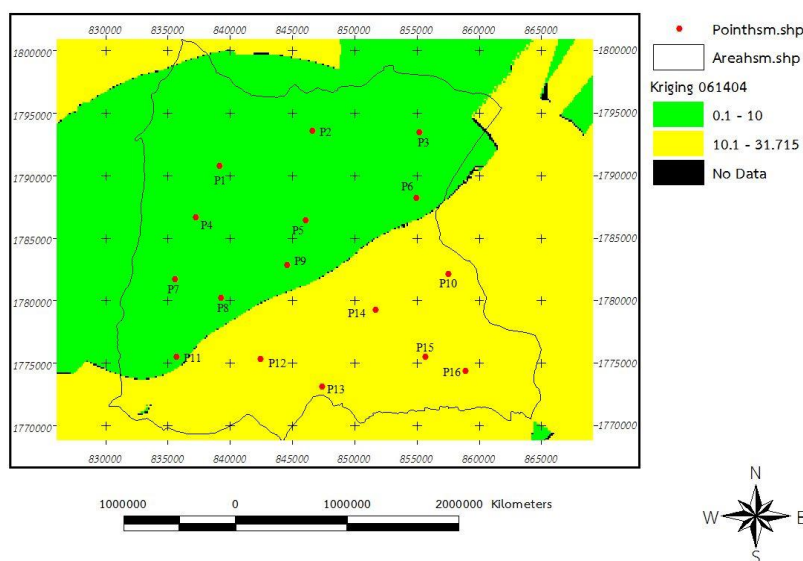 1800000
1795000
1790000
1785000
1780000
1775000
1770000
1800000
1795000
1790000
1785000
1780000
1775000
1770000
830000 835000 840000 845000 850000 855000 860000 865000
830000 835000 840000 845000 850000 855000 860000 865000
P2
P3
P1
P6
P4
P5
P9
P7
P8
P10
P14
P11
P12
P15
P16
P13
Pointhsm.shp
Areahsm.shp
Kriging 061404
0.1 - 10
10.1 - 31.715
No Data
1000000 0 1000000 2000000 Kilometers
N
W E
S